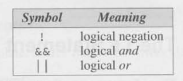 Symbol Meaning
! logical negation
&& logical and
|| logical or